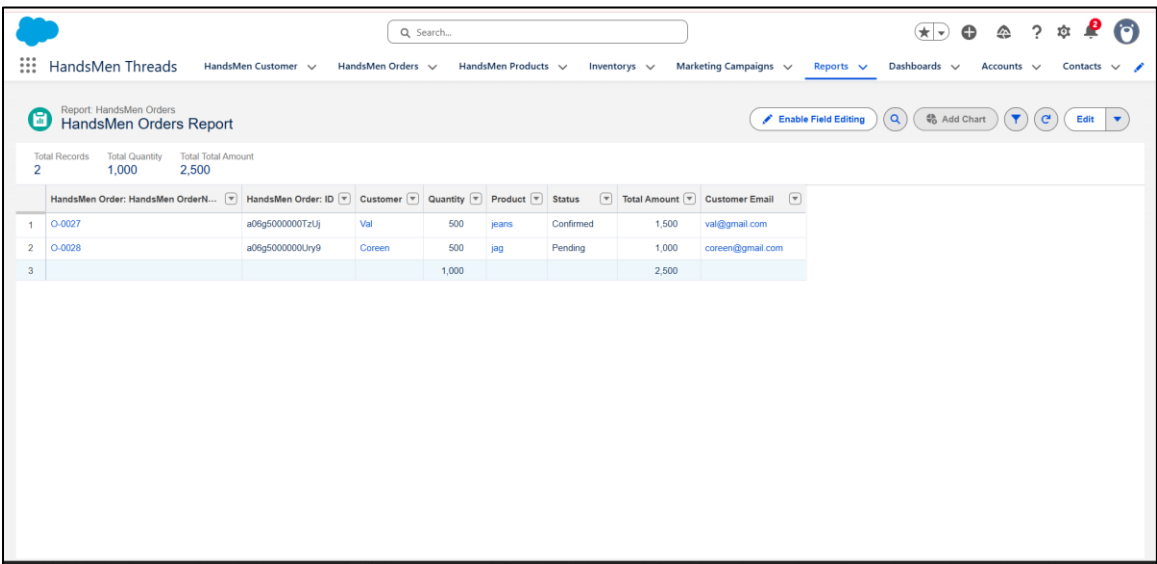 Search...
2
HandsMen Threads HandsMen Customer HandsMen Orders HandsMen Products Inventorys Marketing Campaigns Reports Dashboards Accounts Contacts
Report: HandsMen Orders
HandsMen Orders Report
Enable Field Editing Add Chart Edit
Total Records Total Quantity Total Total Amount
2 1,000 2,500
HandsMen Order: HandsMen OrderN... HandsMen Order: ID Customer Quantity Product Status Total Amount Customer Email
1 O-0027 a06g5000000TzUj Val 500 jeans Confirmed 1,500 val@gmail.com
2 O-0028 a06g5000000Ury9 Coreen 500 jag Pending 1,000 coreen@gmail.com
3 1,000 2,500